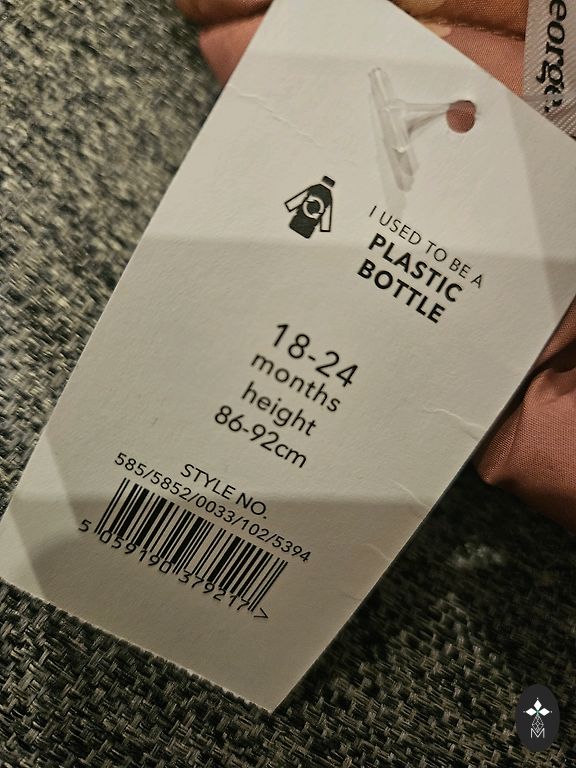 I USED TO BE A
PLASTIC
BOTTLE
18-24
months
height
86-92cm
STYLE NO.
585/5852/0033/102/5394
5 059190 379217 >